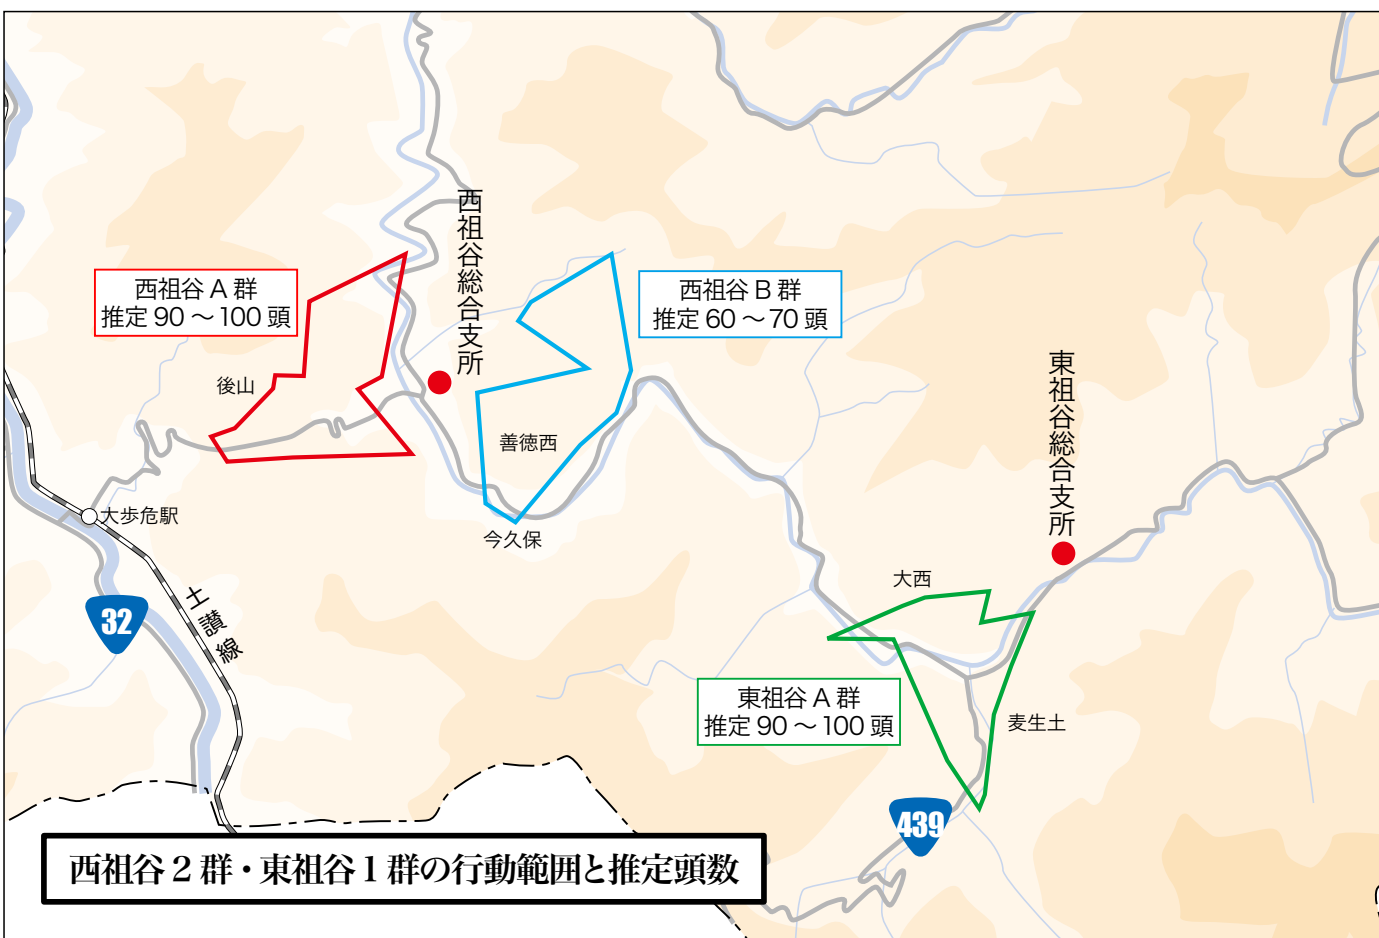 西祖谷総合支所
西祖谷 A 群
推定 90 ～ 100 頭
西祖谷 B 群
推定 60 ～ 70 頭
後山
善徳西
東祖谷総合支所
大歩危駅
今久保
大西
土讃線
32
東祖谷 A 群
推定 90 ～ 100 頭
麦生土
439
西祖谷２群・東祖谷１群の行動範囲と推定頭数